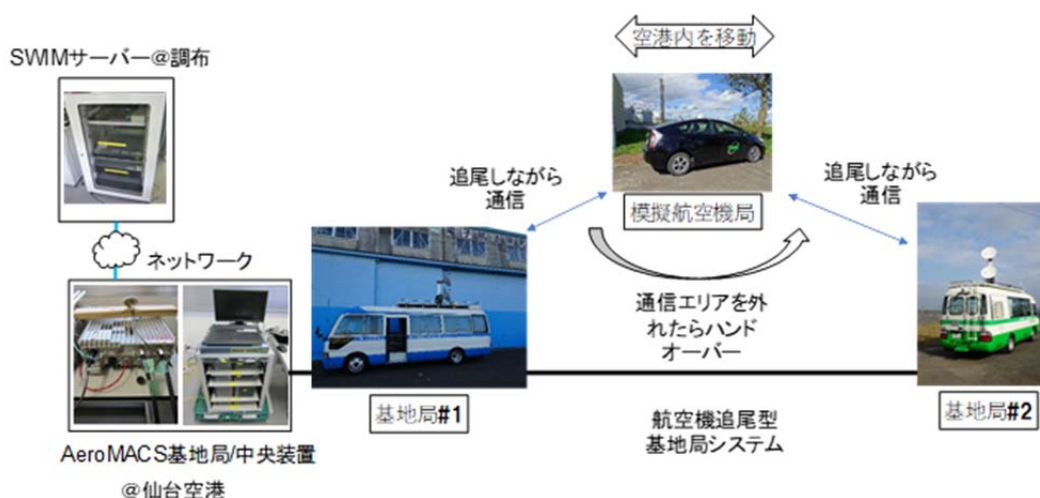 空港内を移動
SWIMサーバー@調布
追尾しながら
通信
追尾しながら
通信
模擬航空機局
ネットワーク
通信エリアを外
れたらハンド
オーバー
基地局#1
基地局#2
航空機追尾型
基地局システム
AeroMACS基地局/中央装置
@仙台空港